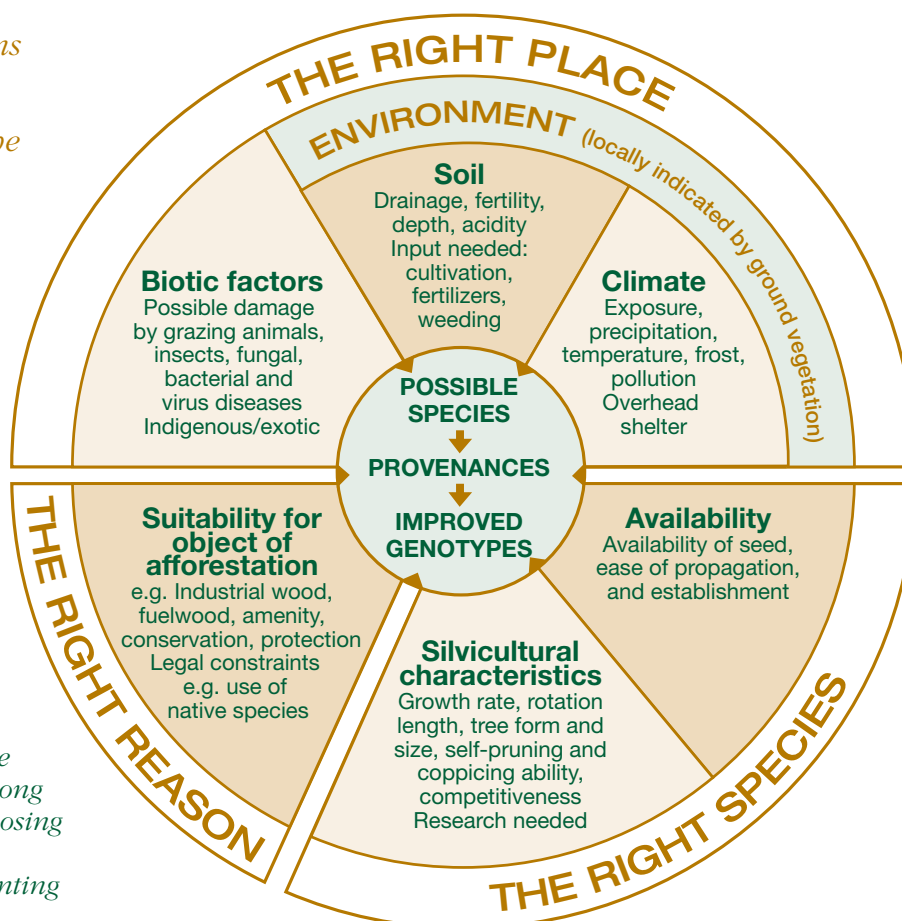 ns
be
THE RIGHT PLACE
ENVIRONMENT (locally indicated by ground vegetation)
Soil
Drainage, fertility,
depth, acidity
Input needed:
cultivation,
fertilizers,
weeding
Biotic factors
Possible damage
by grazing animals,
insects, fungal,
bacterial and
virus diseases
Indigenous/exotic
Climate
Exposure,
precipitation,
temperature, frost,
pollution
Overhead
shelter
POSSIBLE
SPECIES
PROVENANCES
IMPROVED
GENOTYPES
THE RIGHT REASON
Suitability for
object of
afforestation
e.g. Industrial wood,
fuelwood, amenity,
conservation, protection
Legal constraints
e.g. use of
native species
Availability
Availability of seed,
ease of propagation,
and establishment
Silvicultural
characteristics
Growth rate, rotation
length, tree form and
size, self-pruning and
coppicing ability,
competitiveness
Research needed
THE RIGHT SPECIES
e
ong
osing
nting